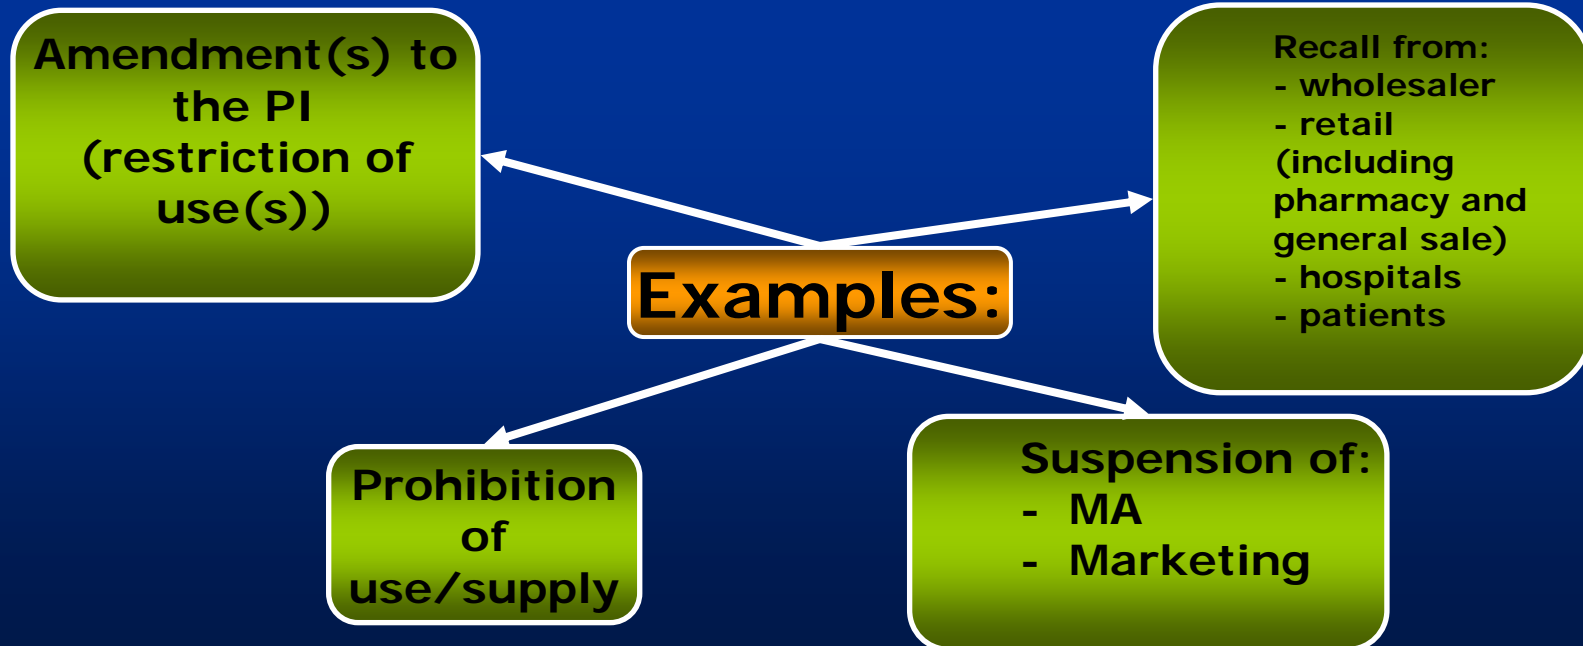 Amendment(s) to
the PI
(restriction of
use(s))
Recall from:
- wholesaler
- retail
(including
pharmacy and
general sale)
- hospitals
- patients
Examples:
Prohibition
of
use/supply
Suspension of:
- MA
- Marketing